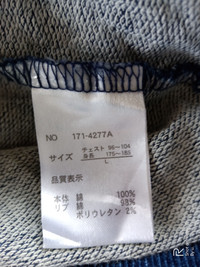 NO 171-4277A
サイズ チェスト 96~104
身長 175~185
L
品質表示
本体 綿 100%
リブ 綿 98%
ポリウレタン 2%